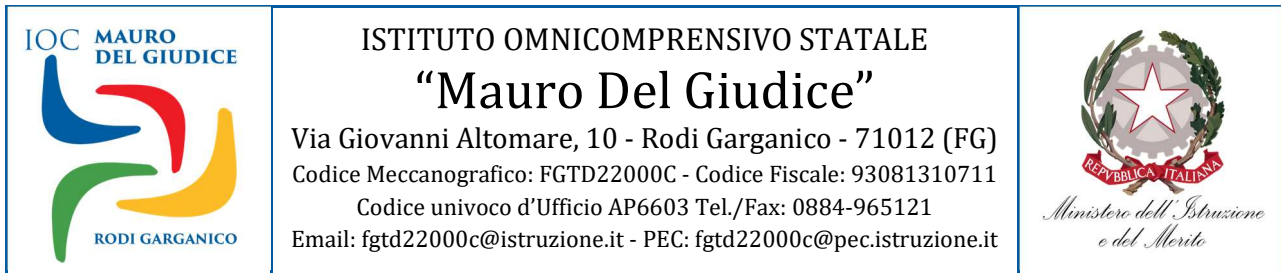 IOC MAURO
DEL GIUDICE
RODI GARGANICO
ISTITUTO OMNICOMPRENSIVO STATALE
“Mauro Del Giudice”
Via Giovanni Altomare, 10 - Rodi Garganico - 71012 (FG)
Codice Meccanografico: FGTD22000C - Codice Fiscale: 93081310711
Codice univoco d’Ufficio AP6603 Tel./Fax: 0884-965121
Email: fgtd22000c@istruzione.it - PEC: fgtd22000c@pec.istruzione.it
REPVBBLICA ITALIANA
Ministero dell’Istruzione
e del Merito